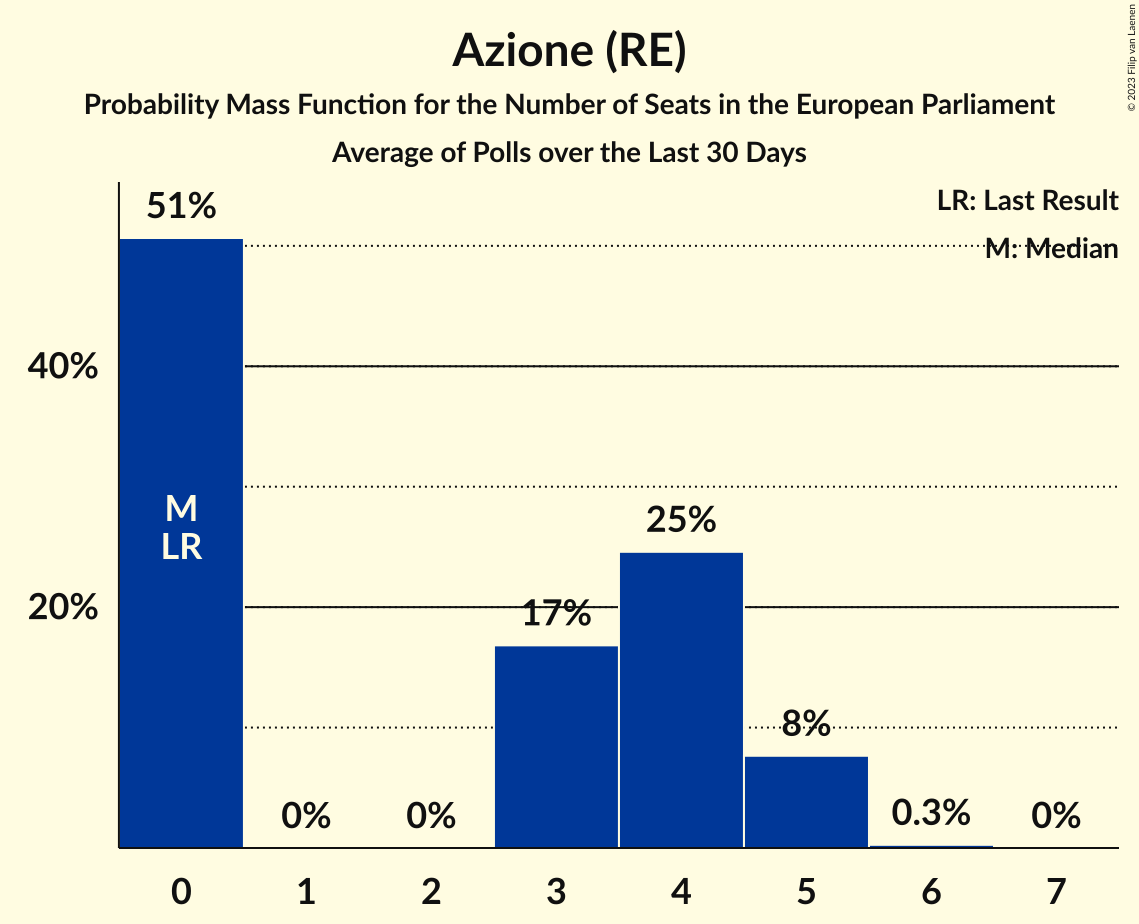 Azione (RE)
Probability Mass Function for the Number of Seats in the European Parliament
Average of Polls over the Last 30 Days
© 2023 Filip van Laenen
LR: Last Result
M: Median
51%
40%
M
LR
25%
20%
17%
8%
0%
0%
0.3%
0%
0
1
2
3
4
5
6
7